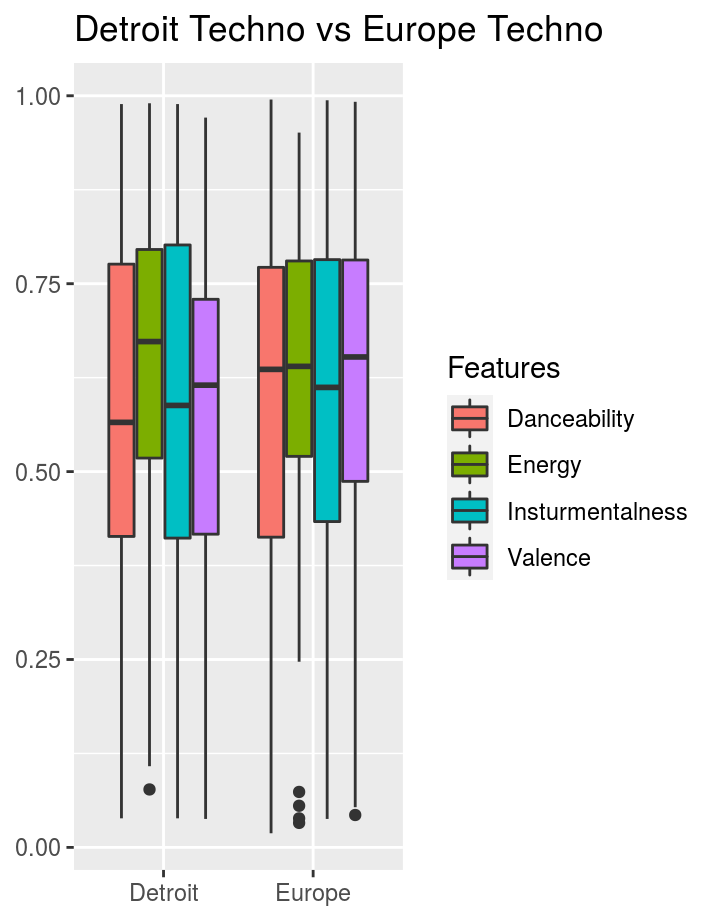 Detroit Techno vs Europe Techno
1.00
0.75
0.50
0.25
0.00
Detroit
Europe
Features
Danceability
Energy
Insturmentalness
Valence